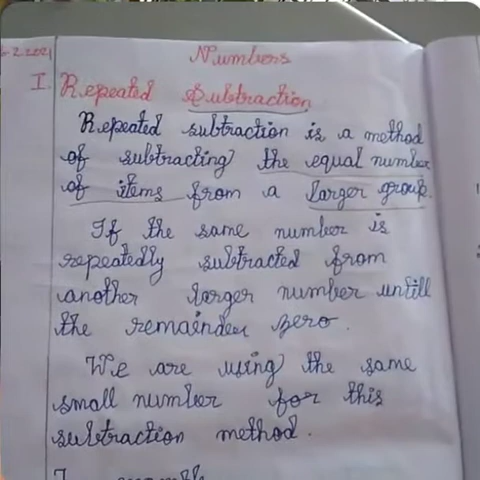 Numbers
I. Repeated Subtraction
Repeated subtraction is a method
of subtracting the equal number
of items from a larger group.
If the same number is
repeatedly subtracted from
another larger number untill
the remainder zero.
We are using the same
small number for this
subtraction method.